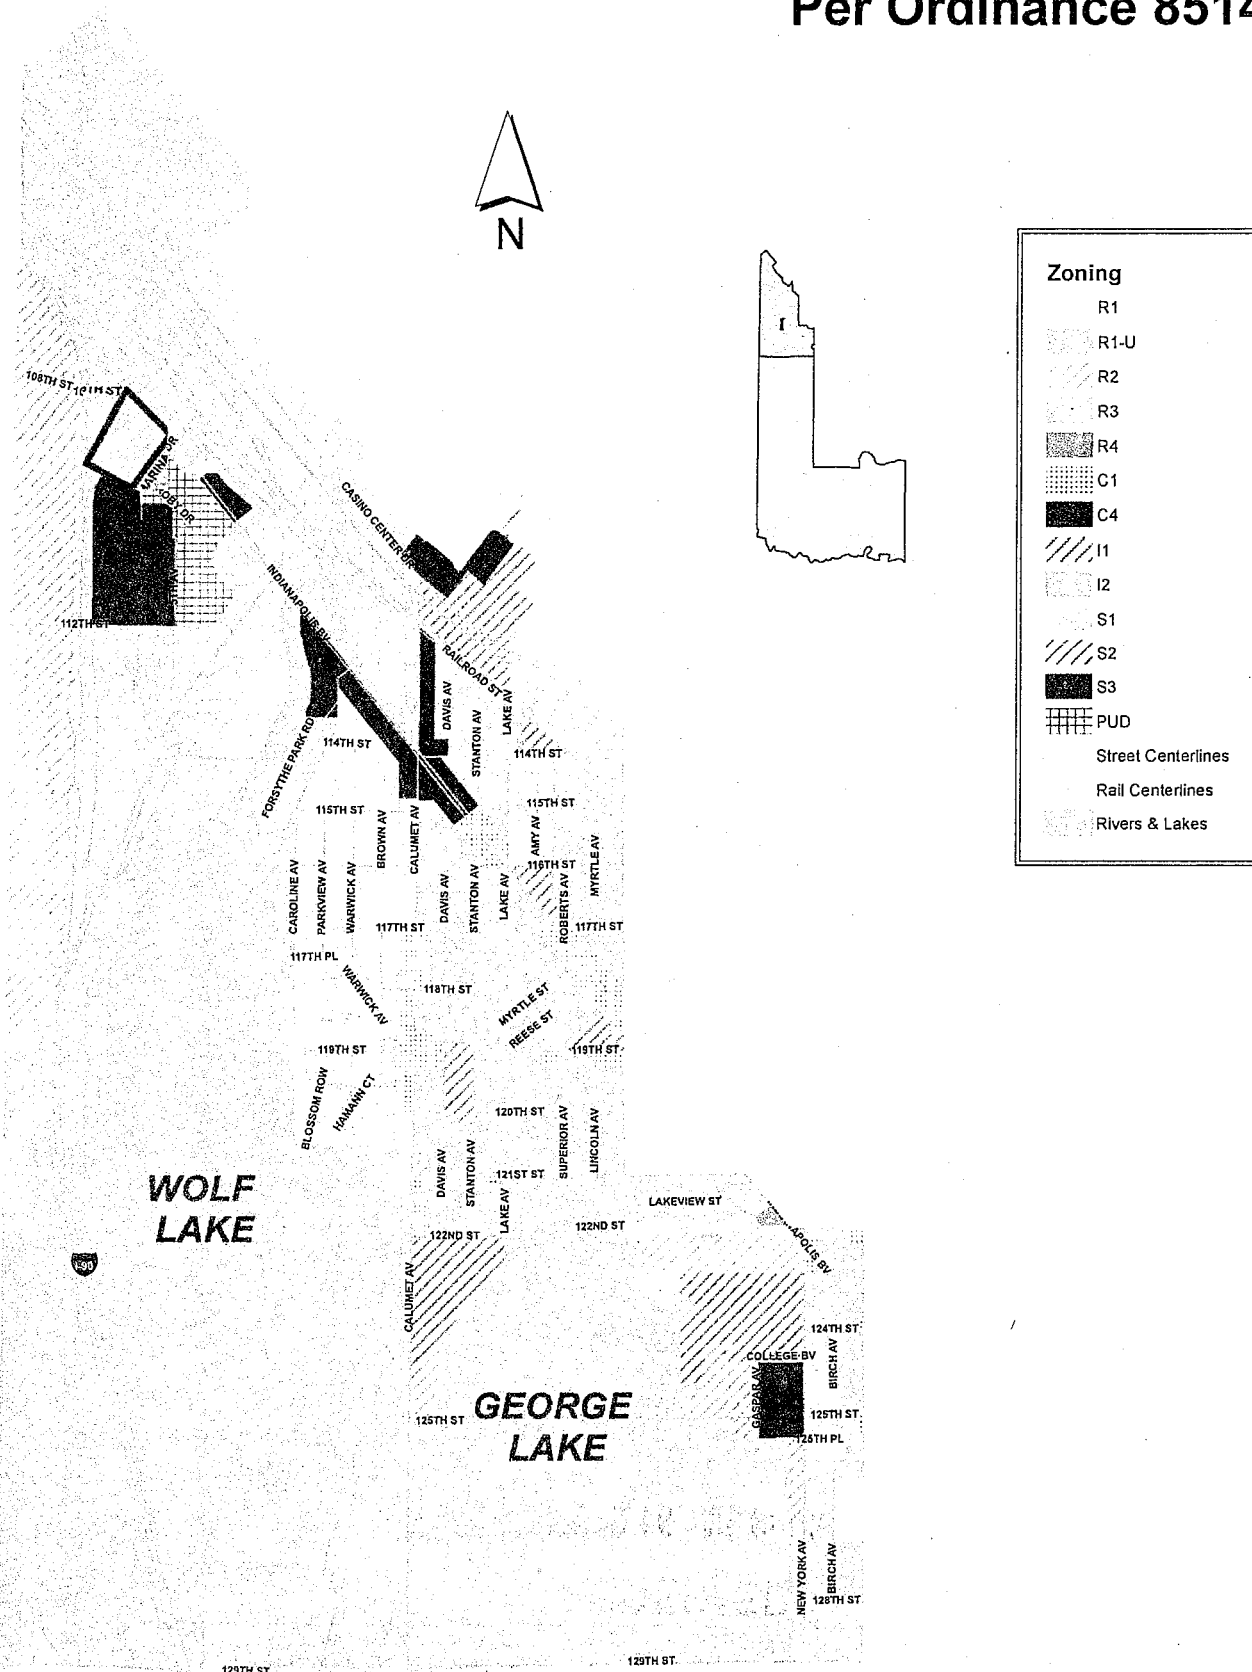 Per Ordinance 8514
N
I
Zoning
R1
R1-U
R2
R3
R4
C1
C4
I1
I2
S1
S2
S3
PUD
Street Centerlines
Rail Centerlines
Rivers & Lakes
108TH ST
MARINA DR
ROBY DR
CASINO CENTER DR
INDIANAPOLIS BV
112TH ST
RAILROAD ST
DAVIS AV
STANTON AV
LAKE AV
FORSYTHE PARK RD
114TH ST
114TH ST
115TH ST
115TH ST
BROWN AV
CALUMET AV
AMY AV
116TH ST
MYRTLE AV
CAROLINE AV
PARKVIEW AV
WARWICK AV
DAVIS AV
STANTON AV
LAKE AV
ROBERTS AV
117TH ST
117TH ST
117TH PL
WARWICK AV
118TH ST
MYRTLE ST
REESE ST
119TH ST
119TH ST
BLOSSOM ROW
HAMANN CT
120TH ST
SUPERIOR AV
LINCOLN AV
DAVIS AV
STANTON AV
121ST ST
LAKE AV
WOLF
LAKE
LAKEVIEW ST
122ND ST
122ND ST
APOLIS BV
I-90
CALUMET AV
124TH ST
COLLEGE BV
BIRCH AV
GASPAR AV
GEORGE
LAKE
125TH ST
125TH ST
125TH PL
NEW YORK AV
BIRCH AV
128TH ST
129TH ST
129TH ST